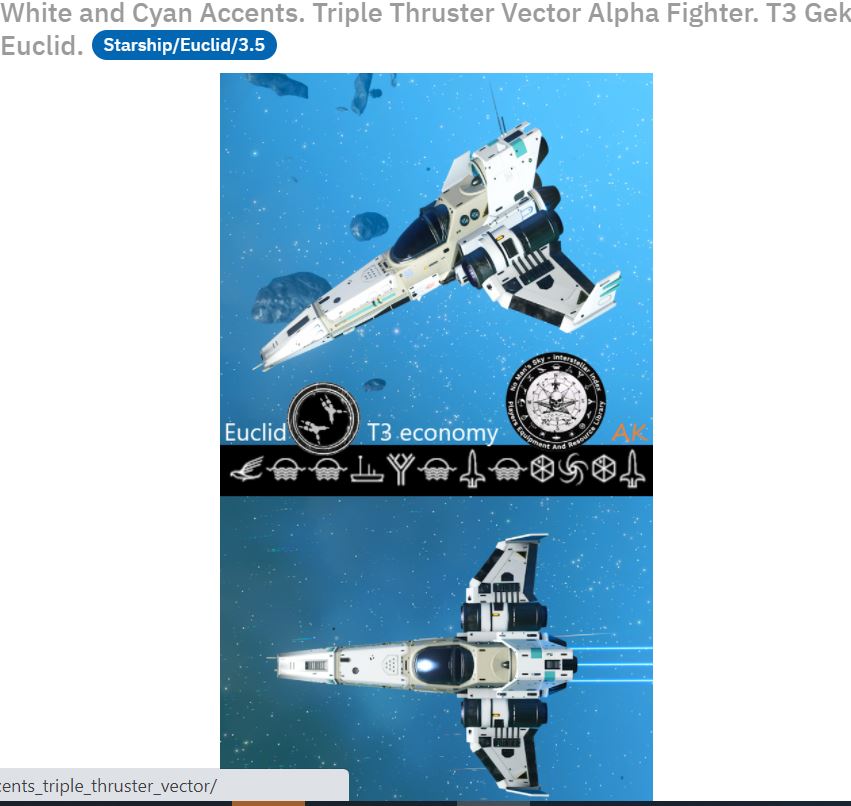 White and Cyan Accents. Triple Thruster Vector Alpha Fighter. T3 Gek
Euclid. Starship/Euclid/3.5
No Man's Sky - Interstellar Index
Players Equipment And Resource Library
Euclid T3 economy AK
cents_triple_thruster_vector/